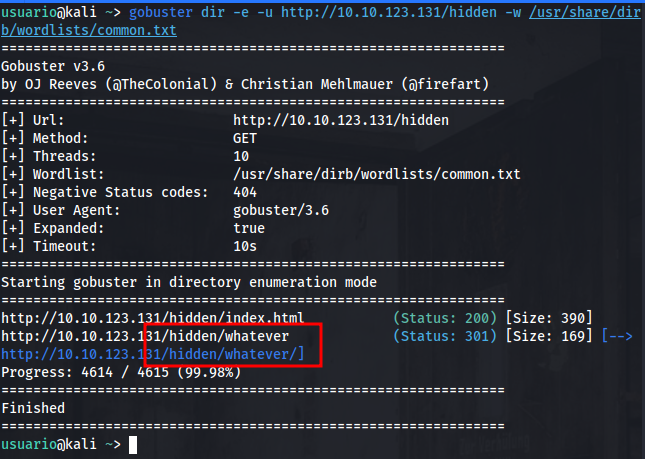 usuario@kali ~> gobuster dir -e -u http://10.10.123.131/hidden -w /usr/share/dir
b/wordlists/common.txt
===============================================================
Gobuster v3.6
by OJ Reeves (@TheColonial) & Christian Mehlmauer (@firefart)
===============================================================
[+] Url:                     http://10.10.123.131/hidden
[+] Method:                  GET
[+] Threads:                 10
[+] Wordlist:                /usr/share/dirb/wordlists/common.txt
[+] Negative Status codes:   404
[+] User Agent:              gobuster/3.6
[+] Expanded:                true
[+] Timeout:                 10s
===============================================================
Starting gobuster in directory enumeration mode
===============================================================
http://10.10.123.131/hidden/index.html           (Status: 200) [Size: 390]
http://10.10.123.131/hidden/whatever             (Status: 301) [Size: 169] [-->
http://10.10.123.131/hidden/whatever/]
Progress: 4614 / 4615 (99.98%)
===============================================================
Finished
===============================================================
usuario@kali ~>